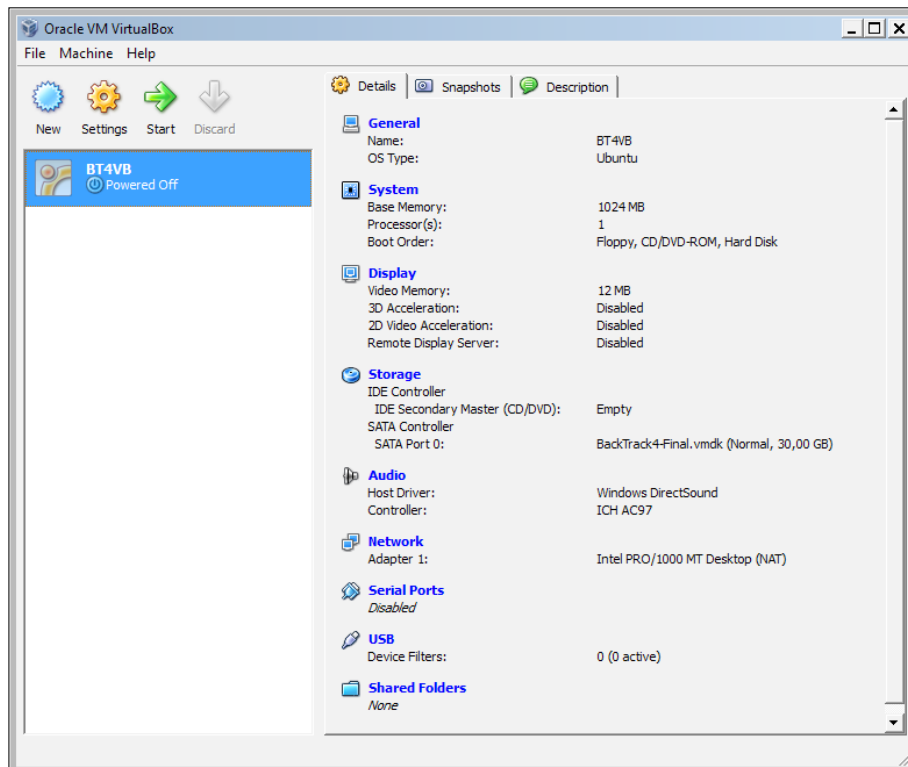 Oracle VM VirtualBox
File Machine Help
New Settings Start Discard
BT4VB
Powered Off
Details Snapshots Description
General
Name: BT4VB
OS Type: Ubuntu
System
Base Memory: 1024 MB
Processor(s): 1
Boot Order: Floppy, CD/DVD-ROM, Hard Disk
Display
Video Memory: 12 MB
3D Acceleration: Disabled
2D Video Acceleration: Disabled
Remote Display Server: Disabled
Storage
IDE Controller
IDE Secondary Master (CD/DVD): Empty
SATA Controller
SATA Port 0: BackTrack4-Final.vmdk (Normal, 30,00 GB)
Audio
Host Driver: Windows DirectSound
Controller: ICH AC97
Network
Adapter 1: Intel PRO/1000 MT Desktop (NAT)
Serial Ports
Disabled
USB
Device Filters: 0 (0 active)
Shared Folders
None